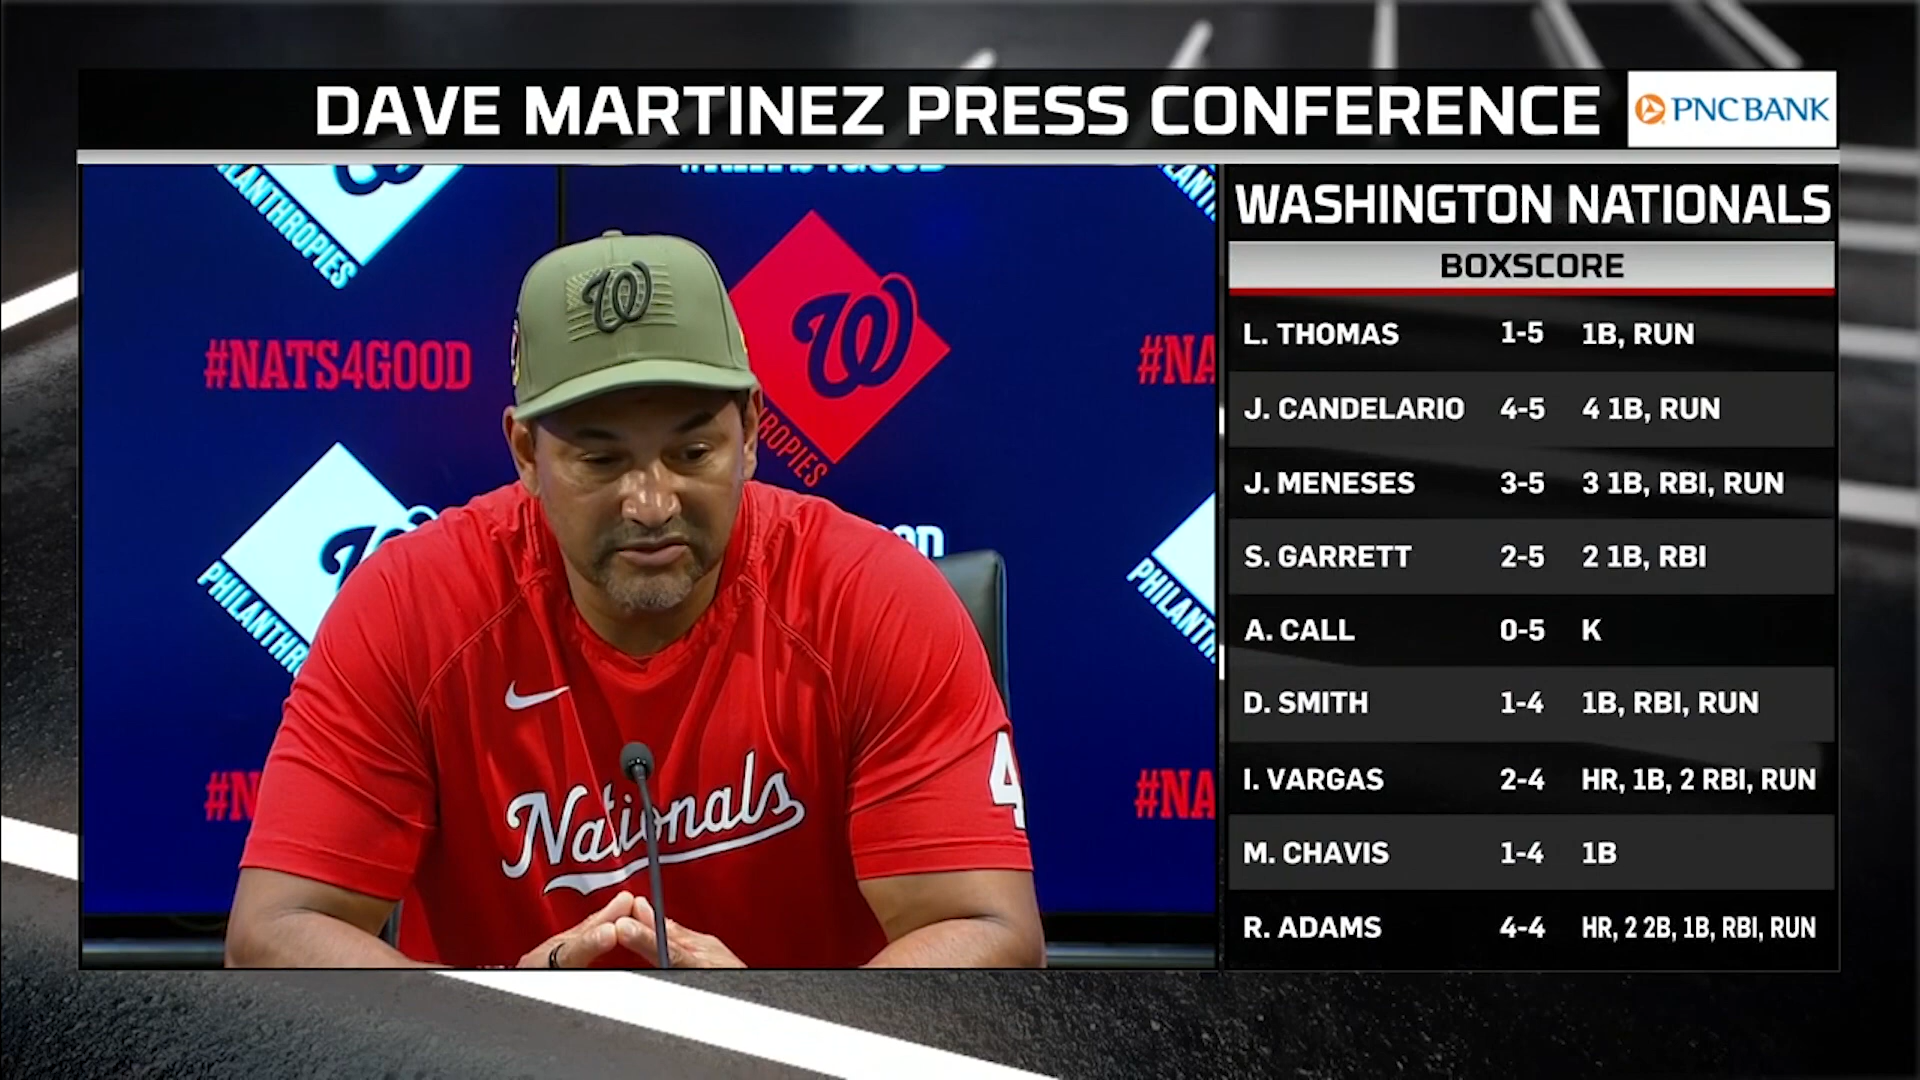 DAVE MARTINEZ PRESS CONFERENCE
PNC BANK
WASHINGTON NATIONALS
BOXSCORE
L. THOMAS 1-5 1B, RUN
J. CANDELARIO 4-5 4 1B, RUN
J. MENESES 3-5 3 1B, RBI, RUN
S. GARRETT 2-5 2 1B, RBI
A. CALL 0-5 K
D. SMITH 1-4 1B, RBI, RUN
I. VARGAS 2-4 HR, 1B, 2 RBI, RUN
M. CHAVIS 1-4 1B
R. ADAMS 4-4 HR, 2 2B, 1B, RBI, RUN
#NATS4GOOD
W
W
Nationals
4
#NA
#NA
#N